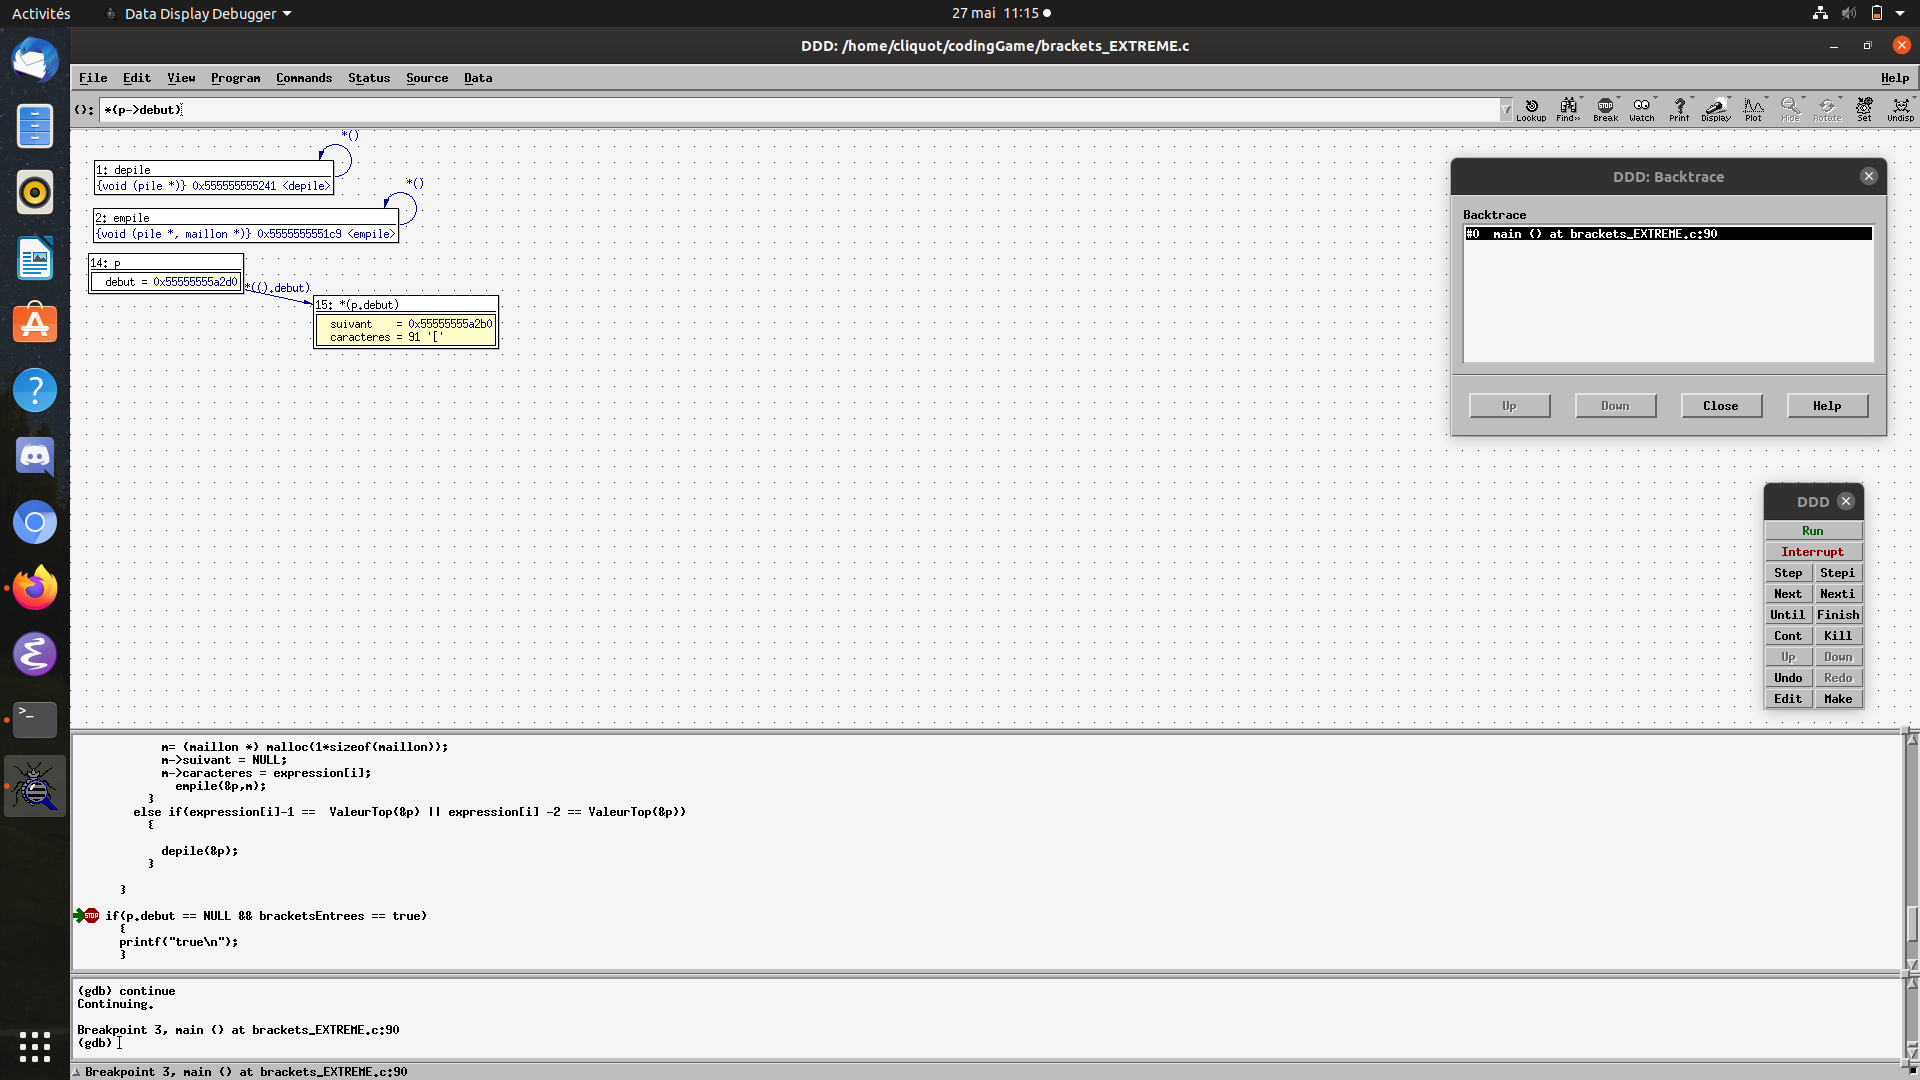 Activités
Data Display Debugger
27 mai 11:15
DDD: /home/cliquot/codingGame/brackets_EXTREME.c
File Edit View Program Commands Status Source Data Help
(): *(p->debut)
Lookup Find>> Break Watch Print Display Plot Hide Rotate Set Undisp
*()
1: depile
{void (pile *)} 0x555555555241 <depile>
*()
2: empile
{void (pile *, maillon *)} 0x5555555551c9 <empile>
14: p
debut = 0x55555555a2d0
*(().debut)
15: *(p.debut)
suivant = 0x55555555a2b0
caracteres = 91 '['
DDD: Backtrace
Backtrace
#0 main () at brackets_EXTREME.c:90
Up Down Close Help
DDD
Run
Interrupt
Step Stepi
Next Nexti
Until Finish
Cont Kill
Up Down
Undo Redo
Edit Make
m= (maillon *) malloc(1*sizeof(maillon));
m->suivant = NULL;
m->caracteres = expression[i];
empile(&p,m);
}
else if(expression[i]-1 == ValeurTop(&p) || expression[i] -2 == ValeurTop(&p))
{
depile(&p);
}
}
STOP if(p.debut == NULL && bracketsEntrees == true)
{
printf("true\n");
}
(gdb) continue
Continuing.
Breakpoint 3, main () at brackets_EXTREME.c:90
(gdb)
Breakpoint 3, main () at brackets_EXTREME.c:90